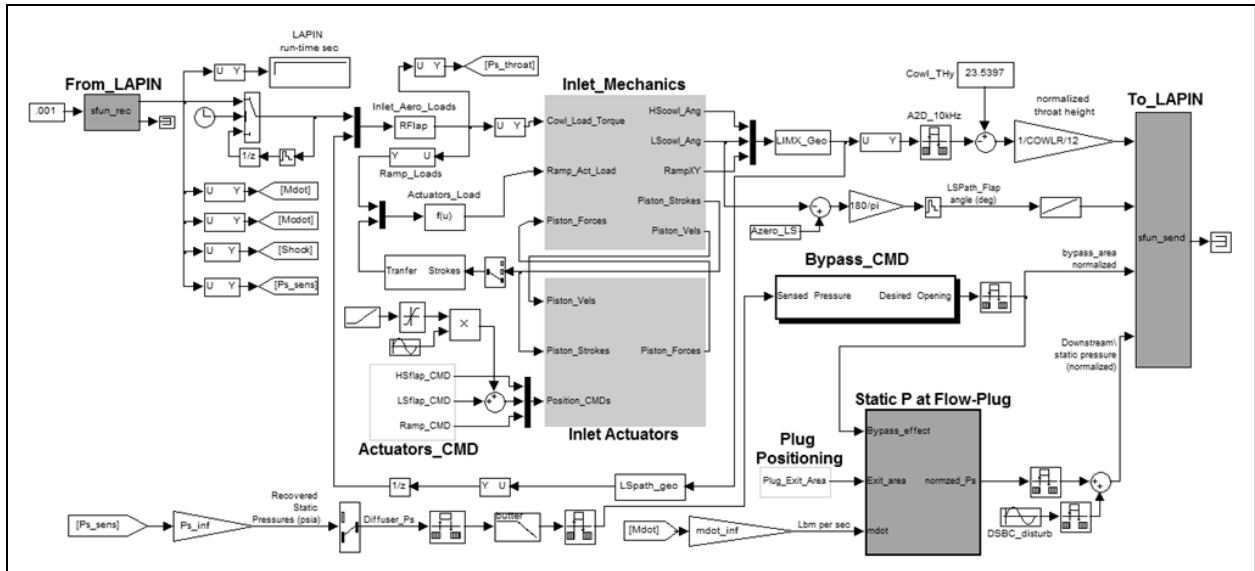 LAPIN
run-time sec
From_LAPIN
.001
sfun_rec
U Y
U Y
[Ps_throat]
Inlet_Aero_Loads
RFlap
1/z
Y U
Ramp_Loads
Actuators_Load
f(u)
U Y
[Mdot]
U Y
[Mcdot]
U Y
[Shock]
U Y
[Ps_sens]
Tranfer Strokes
Inlet_Mechanics
U Y
Cowl_Load_Torque
Ramp_Act_Load
Piston_Forces
HScowl_Ang
LScowl_Ang
RampXY
Piston_Strokes
Piston_Vels
Piston_Vels
Piston_Strokes
Position_CMDs
Piston_Forces
Inlet Actuators
HSflap_CMD
LSflap_CMD
Ramp_CMD
Actuators_CMD
×
Cowl_THy
23.5397
LIMX_Geo
U Y
A2D_10kHz
normalized
throat height
1/COWLR/12
To_LAPIN
sfun_send
Azero_LS
180/pi
LSPath_Flap
angle (deg)
Bypass_CMD
Sensed Pressure
Desired Opening
bypass_area
normalized
Downstream\
static pressure
(normalized)
Static P at Flow-Plug
Bypass_effect
Exit_area
mdot
normzed_Ps
Plug
Positioning
Plug_Exit_Area
DSBC_disturb
1/z
Y U
LSpath_geo
[Ps_sens]
Ps_inf
Recovered
Static
Pressures (psia)
Diffuser_Ps
butter
[Mdot]
mdot_inf
Lbm per sec